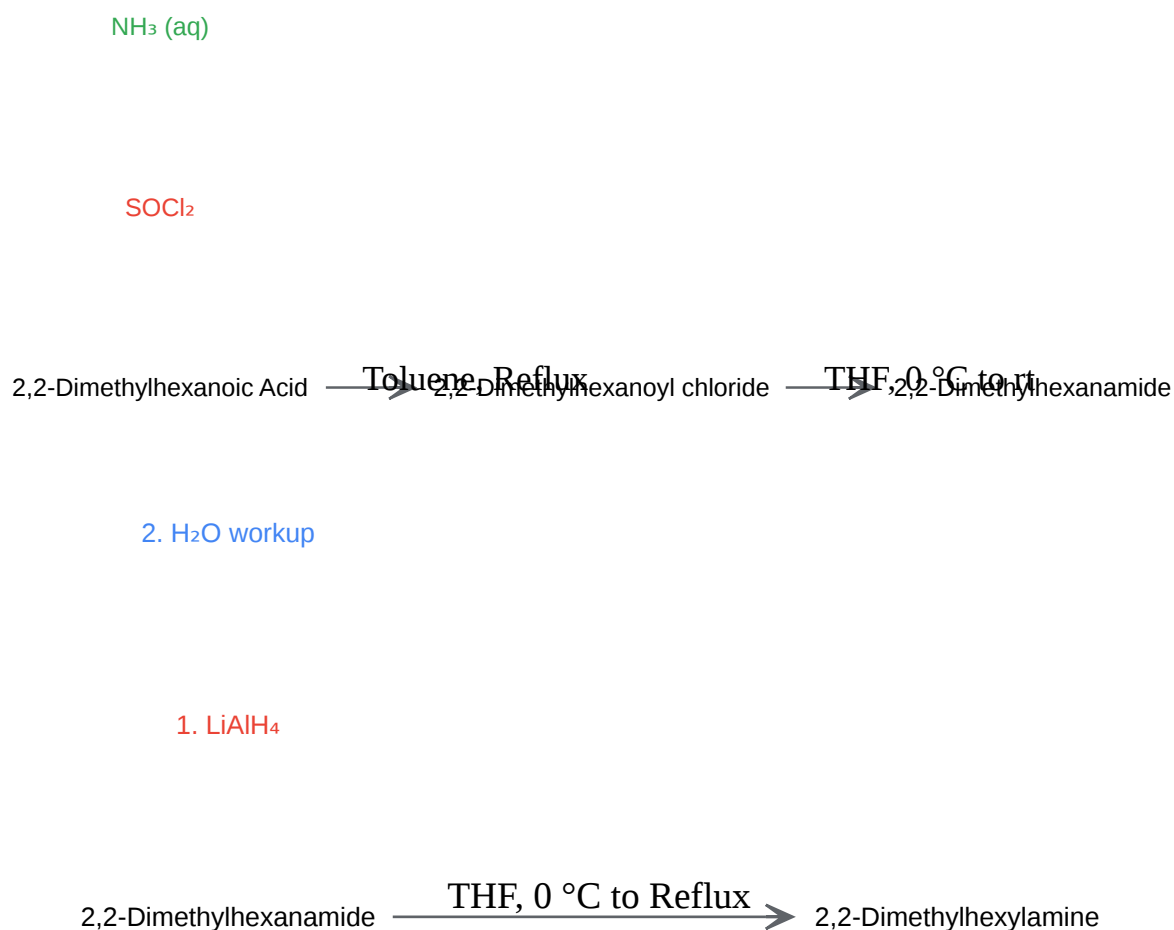 NH₃ (aq)
SOCl₂
2,2-Dimethylhexanoic Acid
Toluene, Reflux
2,2-Dimethylhexanoyl chloride
THF, 0 °C to rt
2,2-Dimethylhexanamide
2. H₂O workup
1. LiAlH₄
THF, 0 °C to Reflux
2,2-Dimethylhexanamide
2,2-Dimethylhexylamine